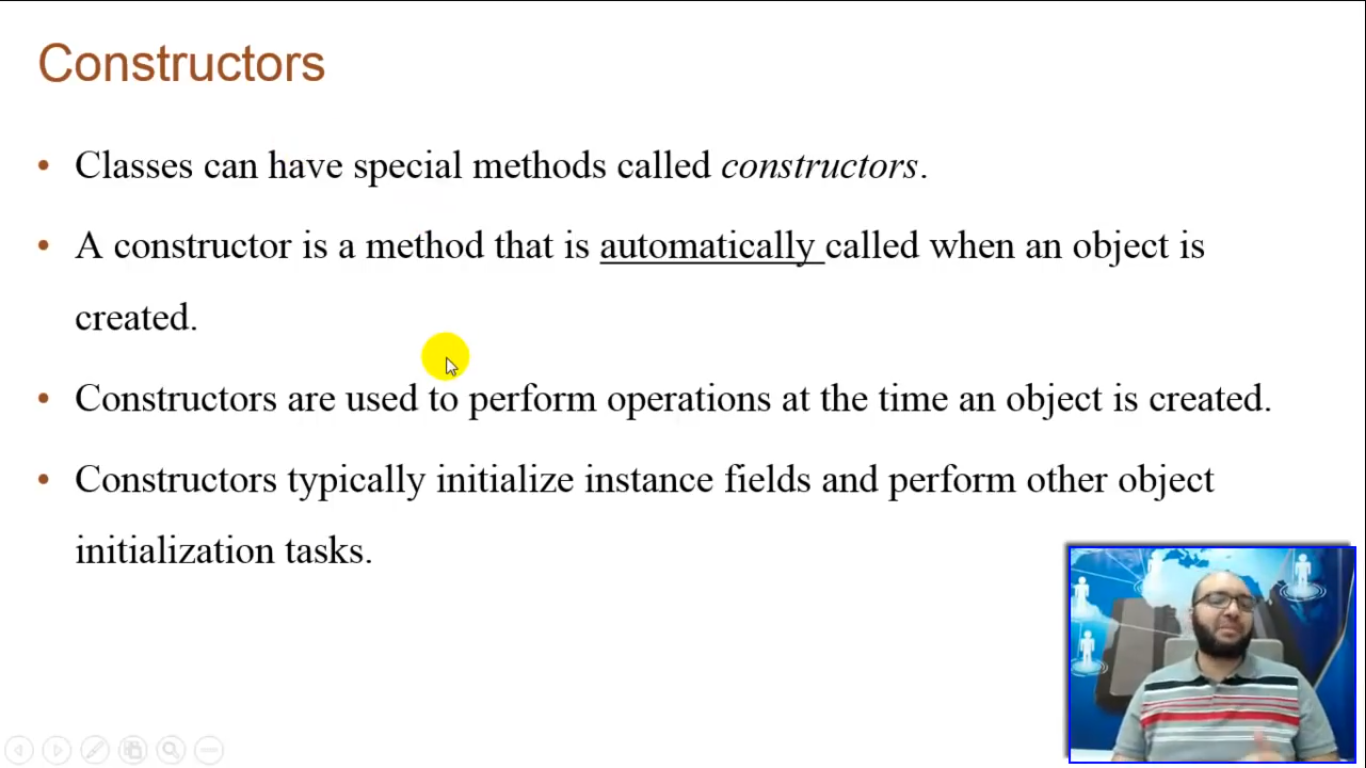 Constructors
• Classes can have special methods called constructors.
• A constructor is a method that is automatically called when an object is
created.
• Constructors are used to perform operations at the time an object is created.
• Constructors typically initialize instance fields and perform other object
initialization tasks.